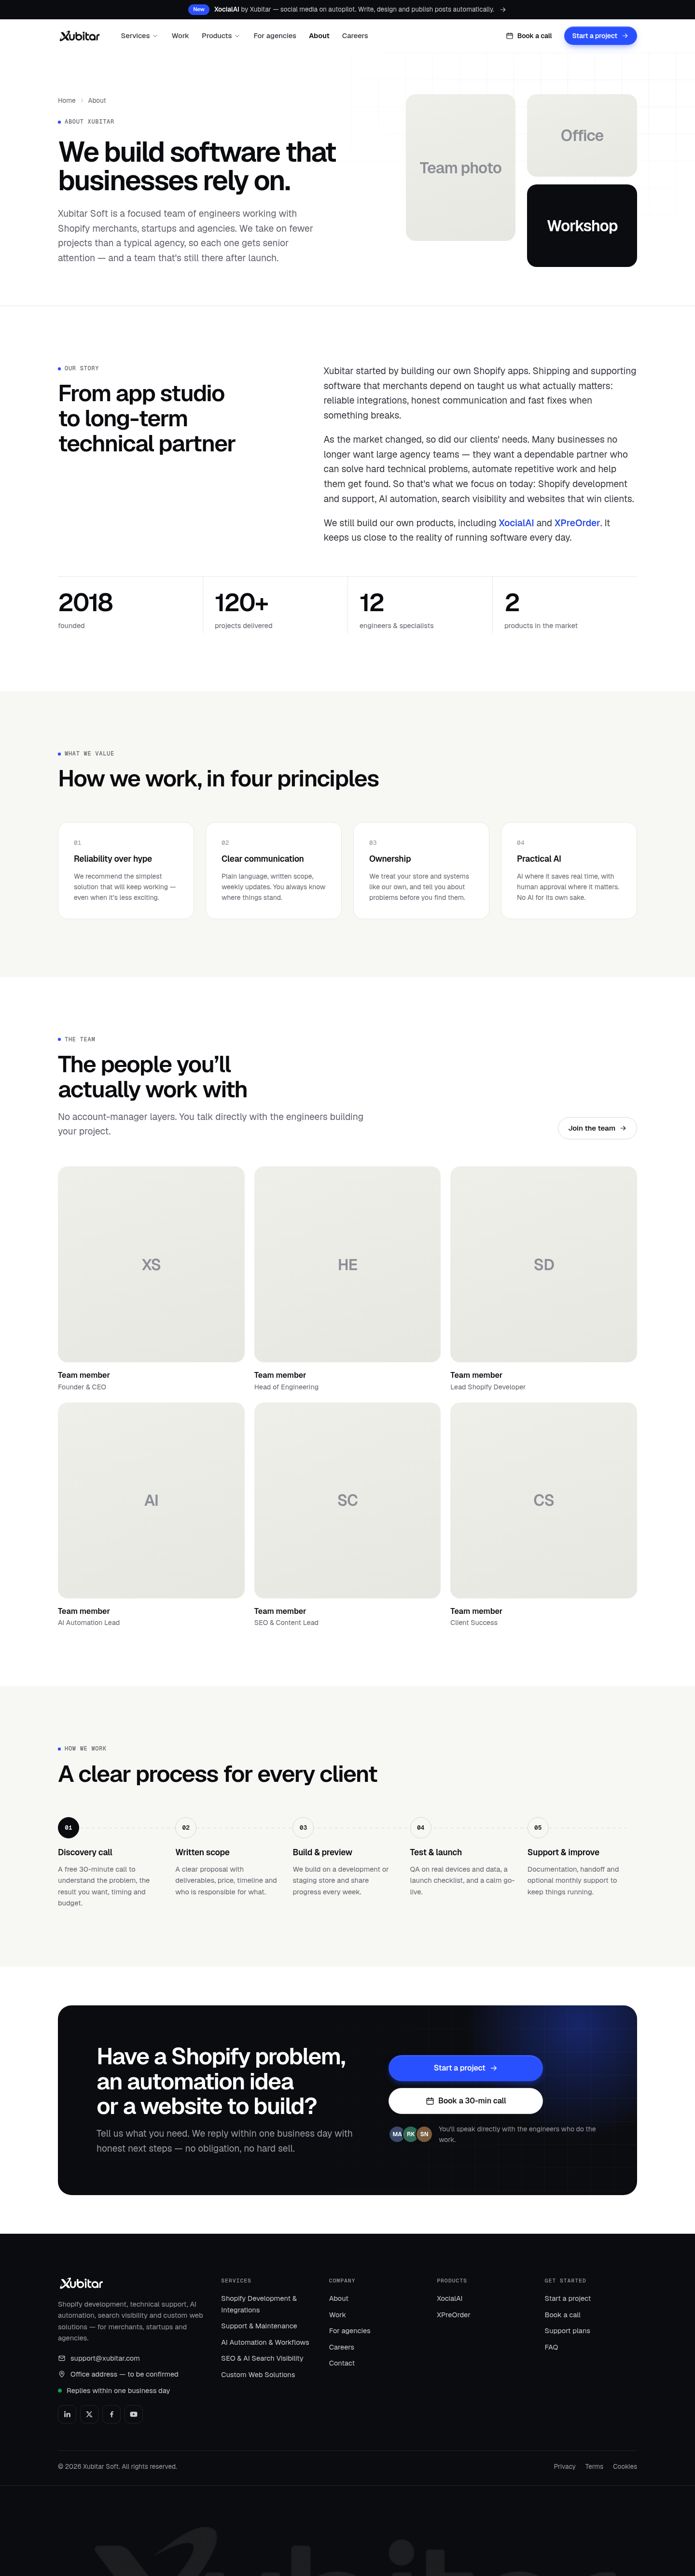 New XocialAI by Xubitar — social media on autopilot. Write, design and publish posts automatically. →
Xubitar Services Work Products For agencies About Careers Book a call Start a project →
Home › About
ABOUT XUBITAR
We build software that
businesses rely on.
Xubitar Soft is a focused team of engineers working with
Shopify merchants, startups and agencies. We take on fewer
projects than a typical agency, so each one gets senior
attention — and a team that's still there after launch.
Team photo
Office
Workshop
OUR STORY
From app studio
to long-term
technical partner
Xubitar started by building our own Shopify apps. Shipping and supporting
software that merchants depend on taught us what actually matters:
reliable integrations, honest communication and fast fixes when
something breaks.
As the market changed, so did our clients' needs. Many businesses no
longer want large agency teams — they want a dependable partner who
can solve hard technical problems, automate repetitive work and help
them get found. So that's what we focus on today: Shopify development
and support, AI automation, search visibility and websites that win clients.
We still build our own products, including XocialAI and XPreOrder. It
keeps us close to the reality of running software every day.
2018
founded
120+
projects delivered
12
engineers & specialists
2
products in the market
WHAT WE VALUE
How we work, in four principles
01
Reliability over hype
We recommend the simplest
solution that will keep working —
even when it's less exciting.
02
Clear communication
Plain language, written scope,
weekly updates. You always know
where things stand.
03
Ownership
We treat your store and systems
like our own, and tell you about
problems before you find them.
04
Practical AI
AI where it saves real time, with
human approval where it matters.
No AI for its own sake.
THE TEAM
The people you’ll
actually work with
No account-manager layers. You talk directly with the engineers building
your project.
Join the team →
XS
Team member
Founder & CEO
HE
Team member
Head of Engineering
SD
Team member
Lead Shopify Developer
AI
Team member
AI Automation Lead
SC
Team member
SEO & Content Lead
CS
Team member
Client Success
HOW WE WORK
A clear process for every client
01
Discovery call
A free 30-minute call to
understand the problem, the
result you want, timing and
budget.
02
Written scope
A clear proposal with
deliverables, price, timeline and
who is responsible for what.
03
Build & preview
We build on a development or
staging store and share
progress every week.
04
Test & launch
QA on real devices and data, a
launch checklist, and a calm go-
live.
05
Support & improve
Documentation, handoff and
optional monthly support to
keep things running.
Have a Shopify problem,
an automation idea
or a website to build?
Tell us what you need. We reply within one business day with
honest next steps — no obligation, no hard sell.
Start a project →
Book a 30-min call
MA RK SN
You'll speak directly with the engineers who do the
work.
Xubitar
Shopify development, technical support, AI
automation, search visibility and custom web
solutions — for merchants, startups and
agencies.
support@xubitar.com
Office address — to be confirmed
Replies within one business day
SERVICES
Shopify Development &
Integrations
Support & Maintenance
AI Automation & Workflows
SEO & AI Search Visibility
Custom Web Solutions
COMPANY
About
Work
For agencies
Careers
Contact
PRODUCTS
XocialAI
XPreOrder
GET STARTED
Start a project
Book a call
Support plans
FAQ
© 2026 Xubitar Soft. All rights reserved.
Privacy Terms Cookies
Xubitar